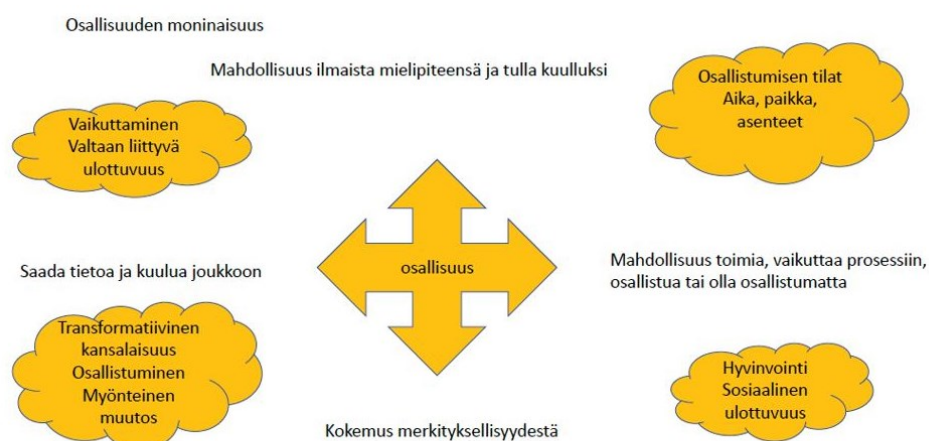 Osallisuuden moninaisuus
Mahdollisuus ilmaista mielipiteensä ja tulla kuulluksi
Osallistumisen tilat
Aika, paikka,
asenteet
Vaikuttaminen
Valtaan liittyvä
ulottuvuus
Saada tietoa ja kuulua joukkoon
osallisuus
Mahdollisuus toimia, vaikuttaa prosessiin,
osallistua tai olla osallistumatta
Transformatiivinen
kansalaisuus
Osallistuminen
Myönteinen
muutos
Hyvinvointi
Sosiaalinen
ulottuvuus
Kokemus merkityksellisyydestä